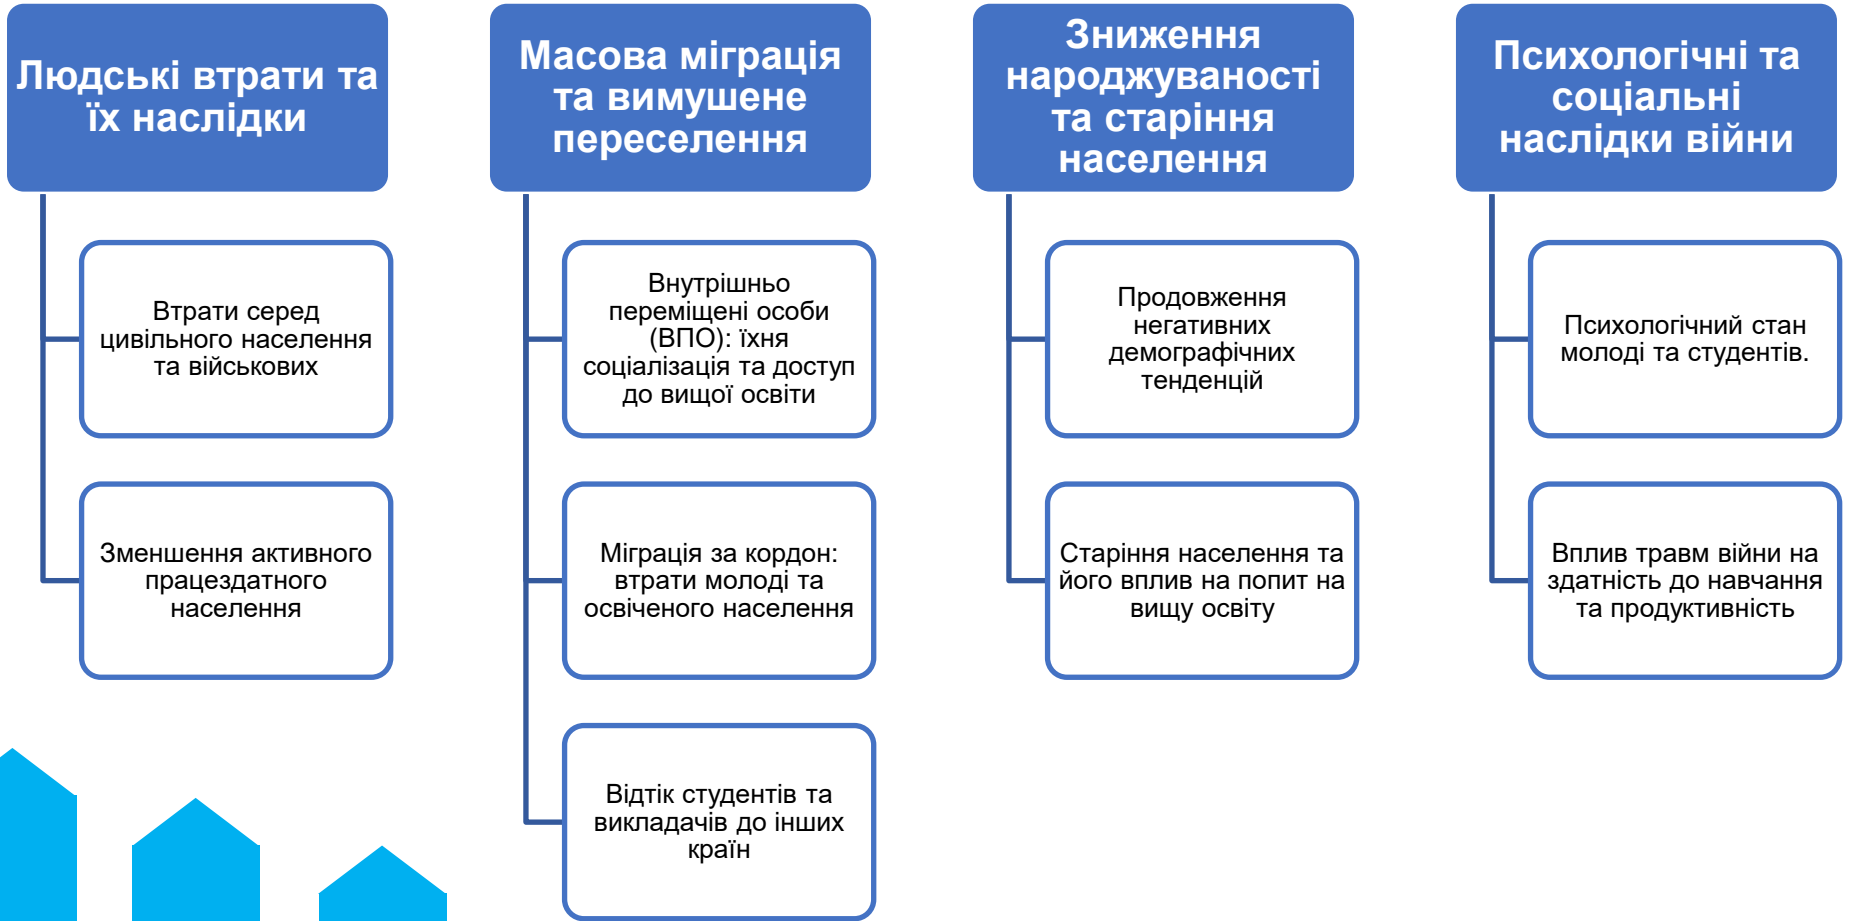 Людські втрати та
їх наслідки
Втрати серед
цивільного населення
та військових
Зменшення активного
працездатного
населення
Масова міграція
та вимушене
переселення
Внутрішньо
переміщені особи
(ВПО): їхня
соціалізація та доступ
до вищої освіти
Міграція за кордон:
втрати молоді та
освіченого населення
Відтік студентів та
викладачів до інших
країн
Зниження
народжуваності
та старіння
населення
Продовження
негативних
демографічних
тенденцій
Старіння населення та
його вплив на попит на
вищу освіту
Психологічні та
соціальні
наслідки війни
Психологічний стан
молоді та студентів.
Вплив травм війни на
здатність до навчання
та продуктивність